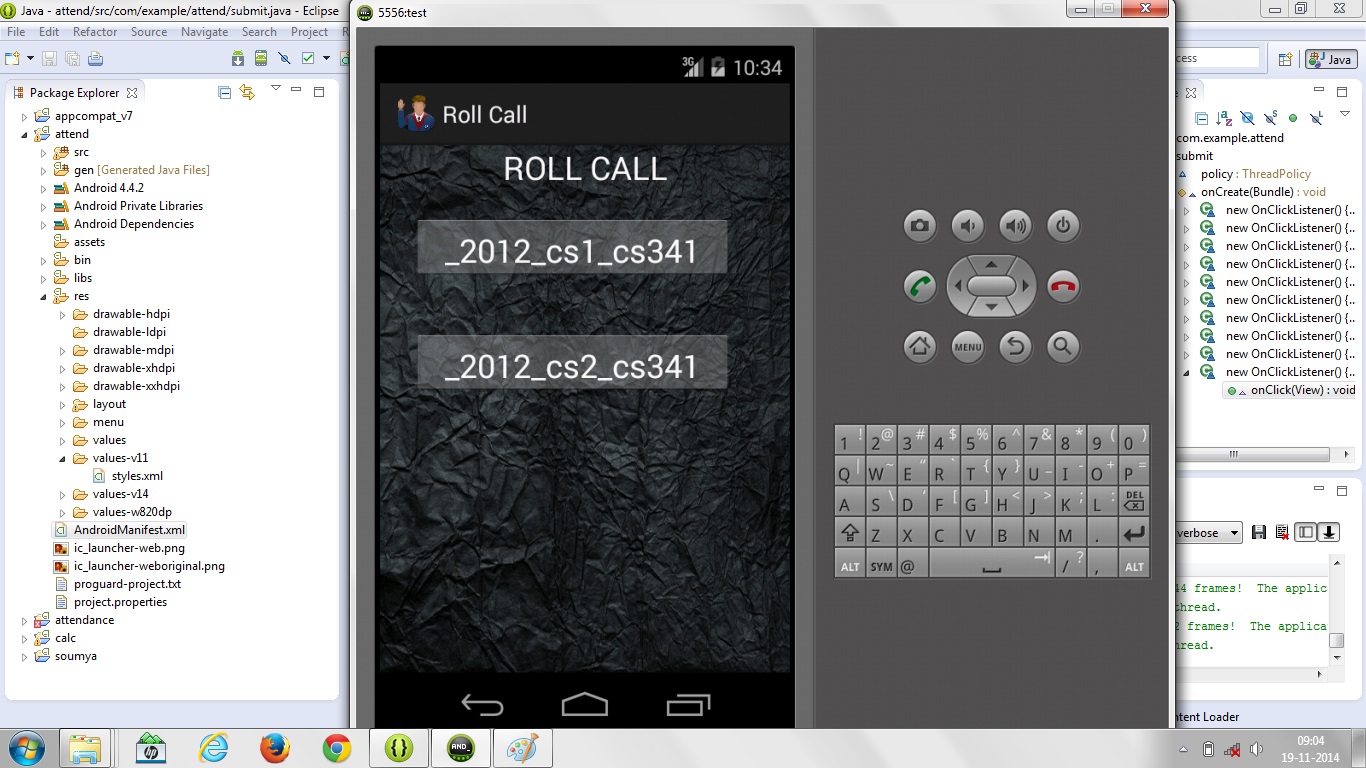 Java - attend/src/com/example/attend/submit.java - Eclipse
File Edit Refactor Source Navigate Search Project
Java
Package Explorer
appcompat_v7
attend
src
gen [Generated Java Files]
Android 4.4.2
Android Private Libraries
Android Dependencies
assets
bin
libs
res
drawable-hdpi
drawable-ldpi
drawable-mdpi
drawable-xhdpi
drawable-xxhdpi
layout
menu
values
values-v11
styles.xml
values-v14
values-w820dp
AndroidManifest.xml
ic_launcher-web.png
ic_launcher-weboriginal.png
proguard-project.txt
project.properties
attendance
calc
soumya
5556:test
3G 10:34
Roll Call
ROLL CALL
_2012_cs1_cs341
_2012_cs2_cs341
MENU
1 ! 2 @ 3 # 4 $ 5 % 6 ^ 7 & 8 * 9 ( 0 )
Q | W ~ E " R ` T { Y } U _ I - O + P =
A S \ D ' F [ G ] H < J > K ; L : DEL
Z X C V B N M .
ALT SYM @ / ? , ALT
cess
com.example.attend
submit
policy : ThreadPolicy
onCreate(Bundle) : void
new OnClickListener() {..
new OnClickListener() {..
new OnClickListener() {..
new OnClickListener() {..
new OnClickListener() {..
new OnClickListener() {..
new OnClickListener() {..
new OnClickListener() {..
new OnClickListener() {..
new OnClickListener() {..
onClick(View) : void
verbose
44 frames! The applic
thread.
2 frames! The applica
hread.
ntent Loader
hp
AND_
09:04
19-11-2014